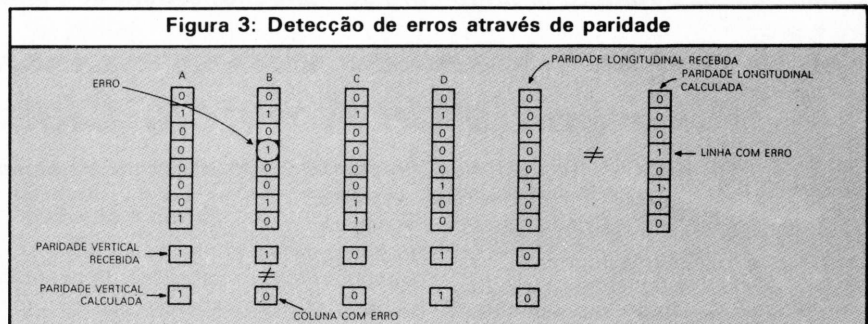 Figura 3: Detecção de erros através de paridade
PARIDADE LONGITUDINAL RECEBIDA
PARIDADE LONGITUDINAL
CALCULADA
ERRO
A B C D
0 0 0 0 0 0
1 1 1 1 0 0
0 0 0 0 0 0
0 1 0 0 0 ≠ 1 LINHA COM ERRO
0 0 0 0 0 0
0 0 0 1 1 1
0 1 1 0 0 0
1 0 1 0 0 0
PARIDADE VERTICAL
RECEBIDA
1 1 0 1 0
≠
PARIDADE VERTICAL
CALCULADA
1 0 0 1 0
COLUNA COM ERRO